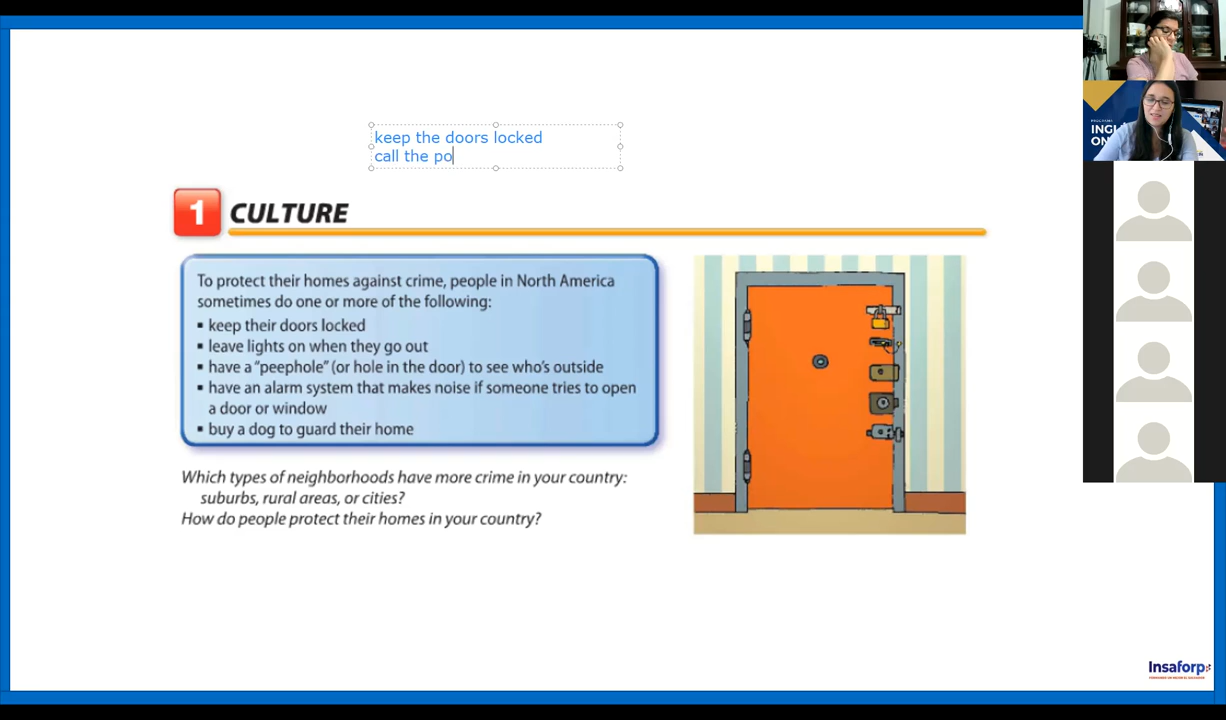 keep the doors locked
call the po
1 CULTURE
To protect their homes against crime, people in North America
sometimes do one or more of the following:
▪ keep their doors locked
▪ leave lights on when they go out
▪ have a “peephole” (or hole in the door) to see who’s outside
▪ have an alarm system that makes noise if someone tries to open
a door or window
▪ buy a dog to guard their home
Which types of neighborhoods have more crime in your country:
suburbs, rural areas, or cities?
How do people protect their homes in your country?
INGL
ON
Insaforp